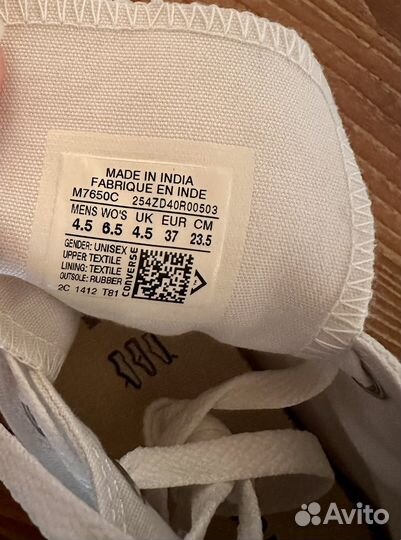 MADE IN INDIA
FABRIQUE EN INDE
M7650C 254ZD40R00503
MENS WO'S UK EUR CM
4.5 6.5 4.5 37 23.5
GENDER: UNISEX
UPPER TEXTILE
LINING: TEXTILE
OUTSOLE: RUBBER
2C 1412 T81
CONVERSE
Avito